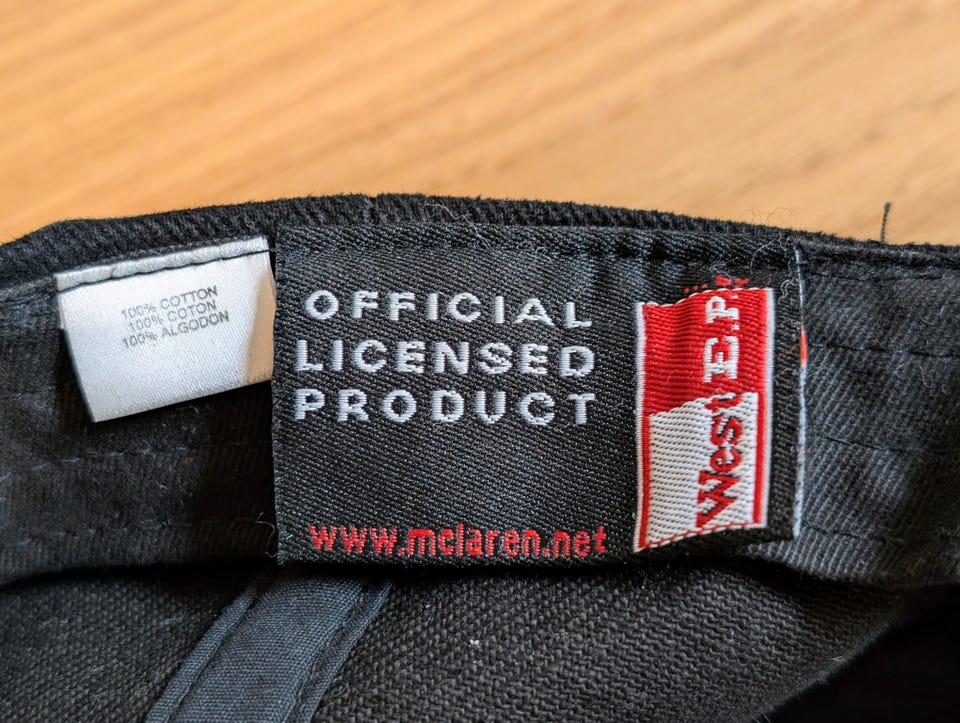 100% COTTON
100% COTON
100% ALGODON
OFFICIAL
LICENSED
PRODUCT
www.mclaren.net
West E.P.